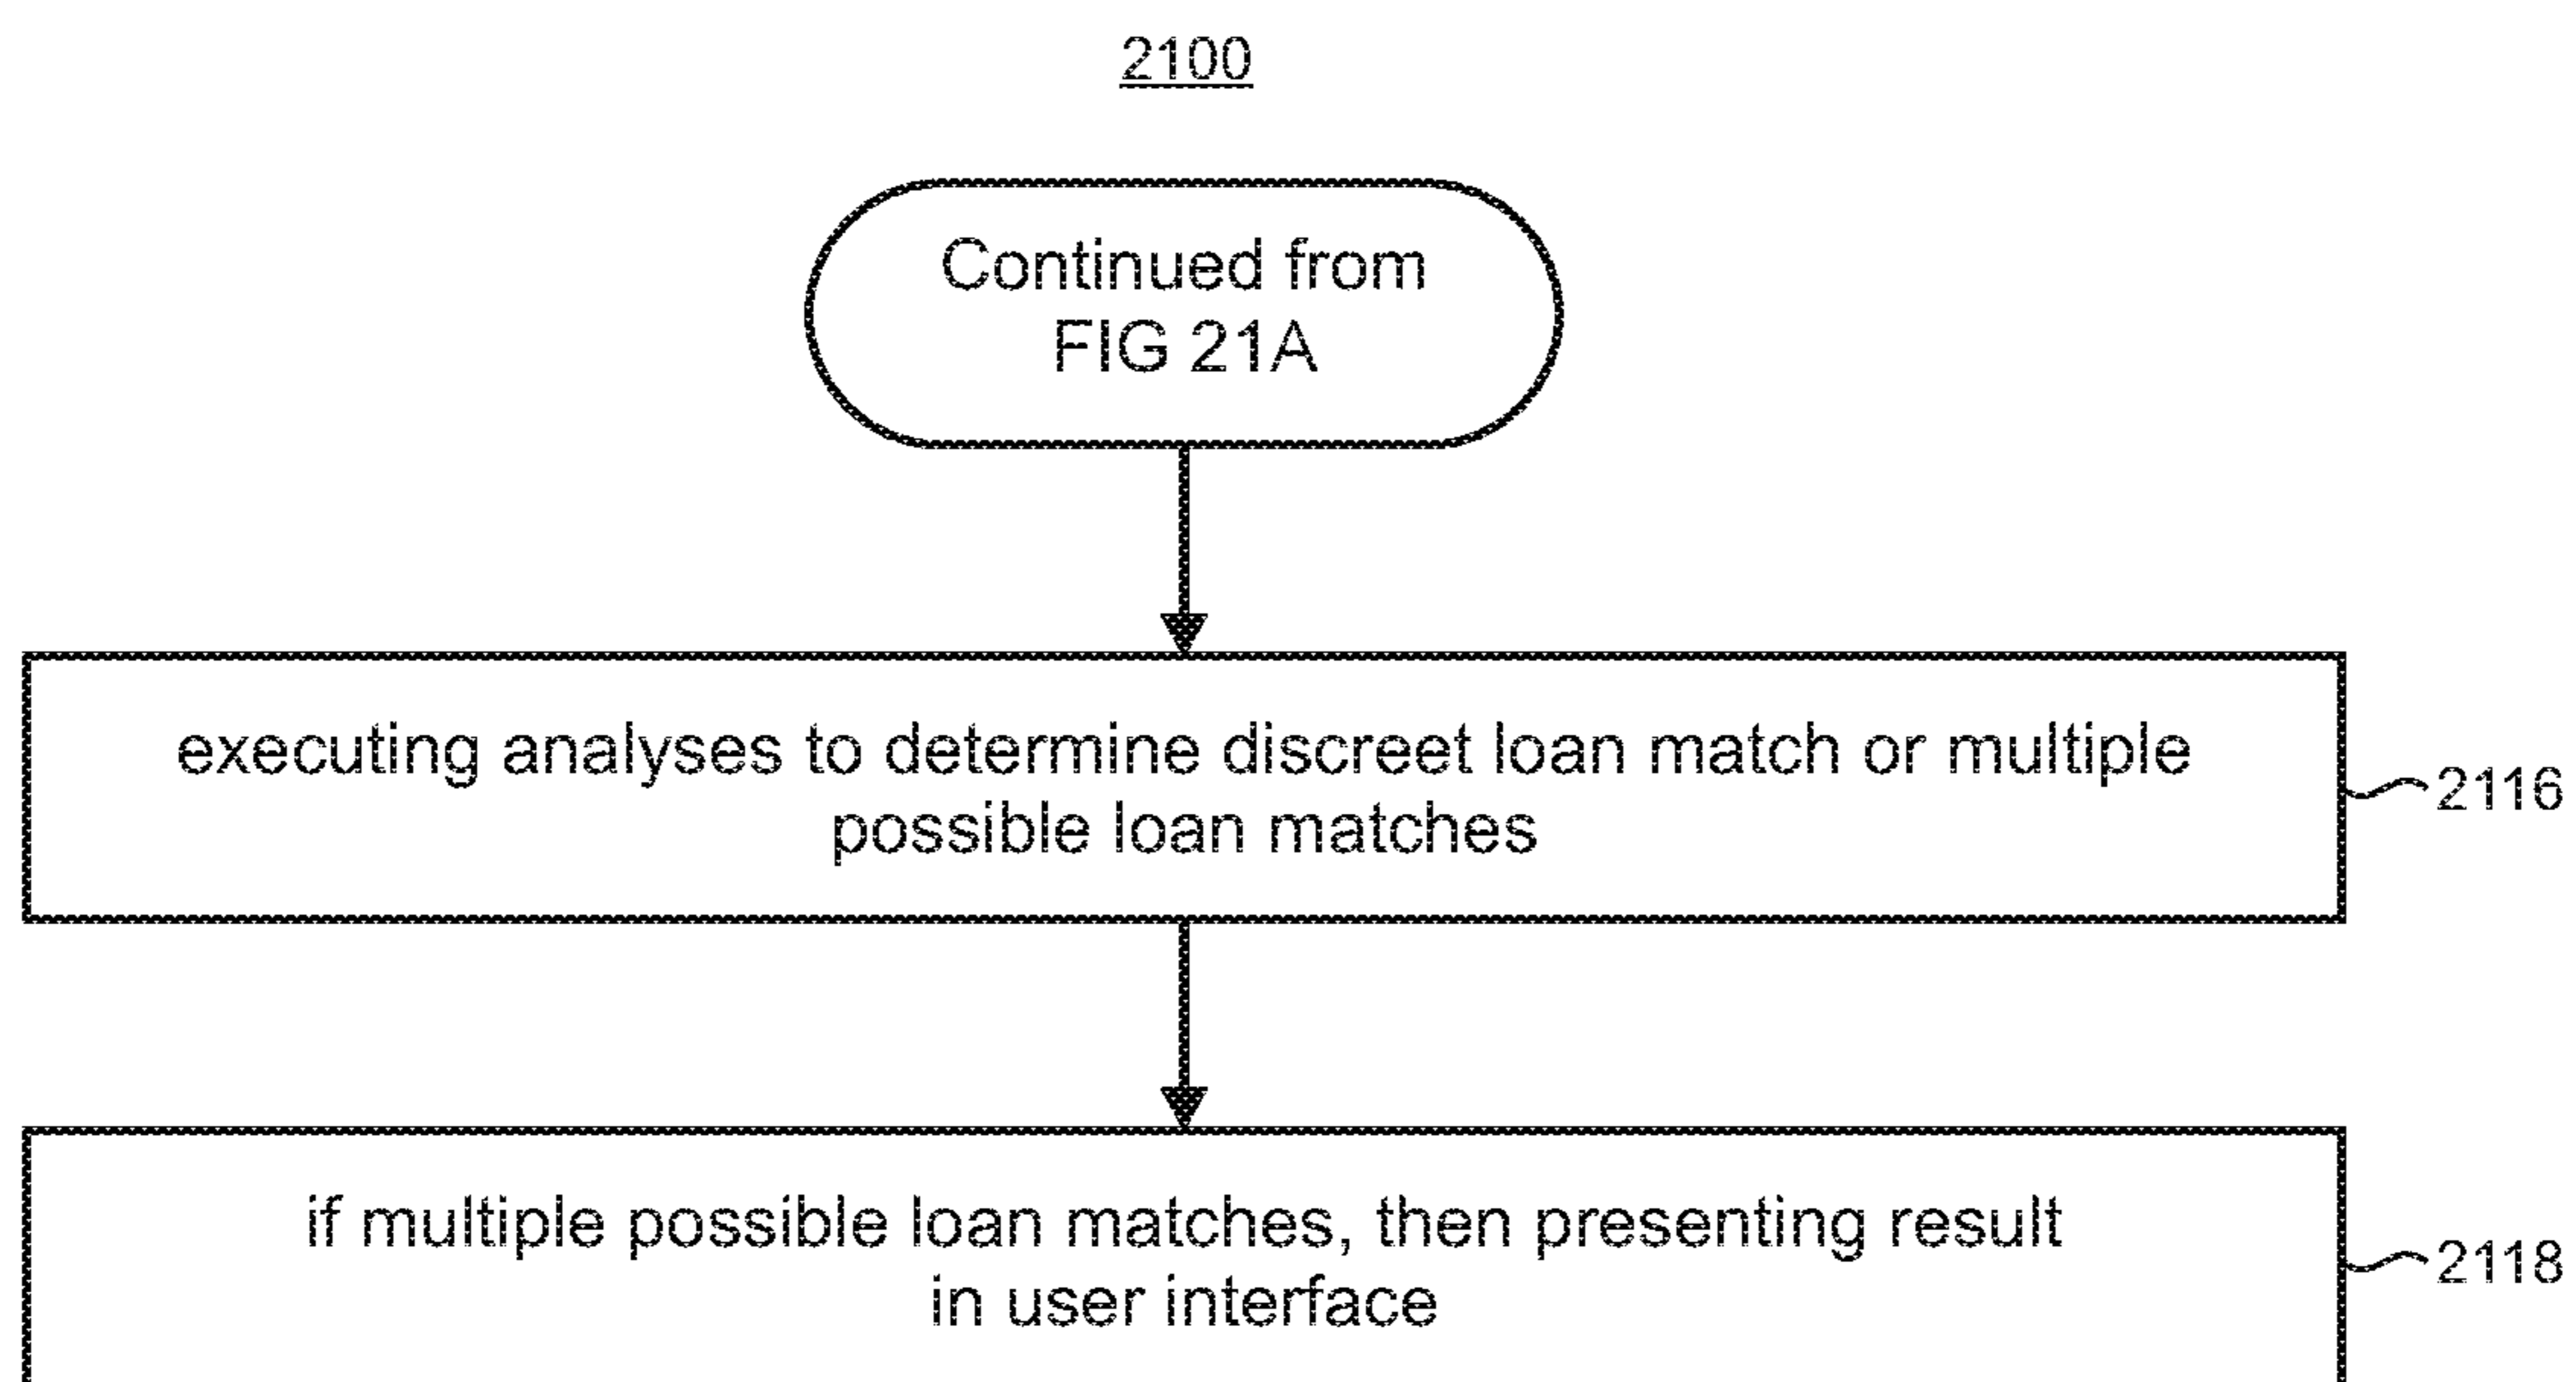 2100
Continued from
FIG 21A
executing analyses to determine discreet loan match or multiple
possible loan matches
2116
if multiple possible loan matches, then presenting result
in user interface
2118